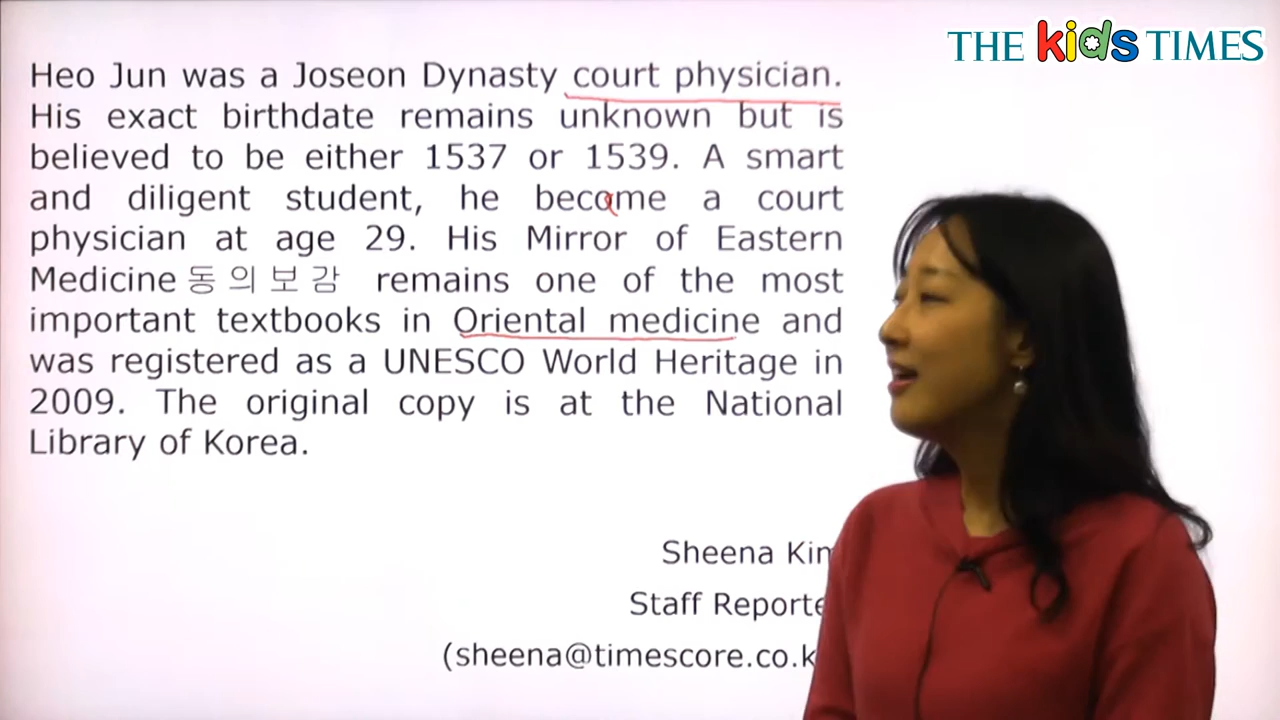 THE kids TIMES
Heo Jun was a Joseon Dynasty court physician.
His exact birthdate remains unknown but is
believed to be either 1537 or 1539. A smart
and diligent student, he become a court
physician at age 29. His Mirror of Eastern
Medicine 동의보감 remains one of the most
important textbooks in Oriental medicine and
was registered as a UNESCO World Heritage in
2009. The original copy is at the National
Library of Korea.
Sheena Kim
Staff Reporter
(sheena@timescore.co.k